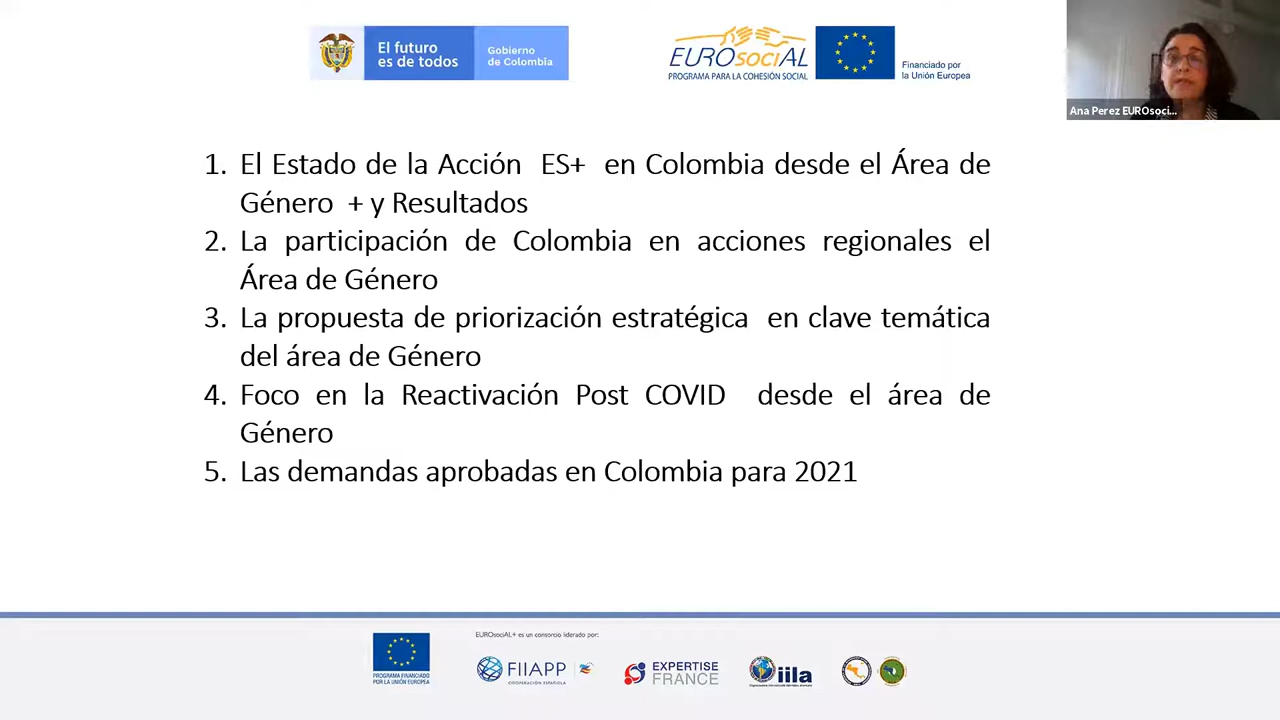 El futuro
es de todos
Gobierno
de Colombia
EUROsociAL
PROGRAMA PARA LA COHESIÓN SOCIAL
Financiado por
la Unión Europea
Ana Perez EUROsoci...
1. El Estado de la Acción ES+ en Colombia desde el Área de
Género + y Resultados
2. La participación de Colombia en acciones regionales el
Área de Género
3. La propuesta de priorización estratégica en clave temática
del área de Género
4. Foco en la Reactivación Post COVID desde el área de
Género
5. Las demandas aprobadas en Colombia para 2021
EUROsociAL+ es un consorcio liderado por:
PROGRAMA FINANCIADO
POR LA UNIÓN EUROPEA
FIIAPP
COOPERACIÓN ESPAÑOLA
EXPERTISE
FRANCE
iila